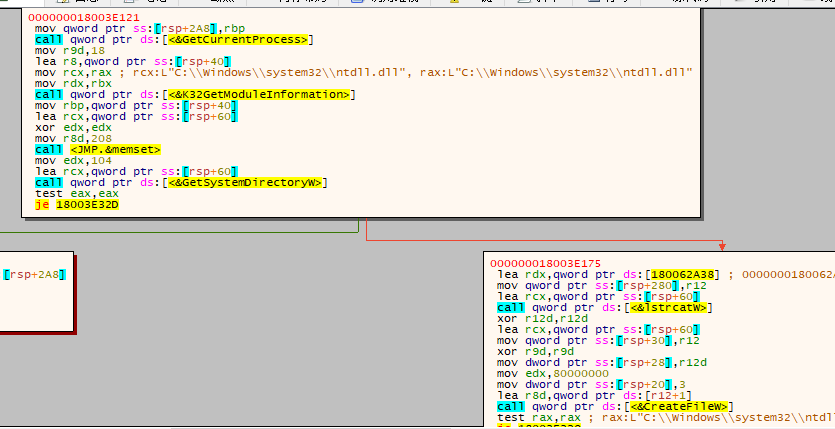 000000018003E121
mov qword ptr ss:[rsp+2A8],rbp
call qword ptr ds:[<&GetCurrentProcess>]
mov r9d,18
lea r8,qword ptr ss:[rsp+40]
mov rcx,rax ; rcx:L"C:\\Windows\\system32\\ntdll.dll", rax:L"C:\\Windows\\system32\\ntdll.dll"
mov rdx,rbx
call qword ptr ds:[<&K32GetModuleInformation>]
mov rbp,qword ptr ss:[rsp+40]
lea rcx,qword ptr ss:[rsp+60]
xor edx,edx
mov r8d,208
call <JMP.&memset>
mov edx,104
lea rcx,qword ptr ss:[rsp+60]
call qword ptr ds:[<&GetSystemDirectoryW>]
test eax,eax
je 18003E32D
[rsp+2A8]
000000018003E175
lea rdx,qword ptr ds:[180062A38] ; 0000000180062A
mov qword ptr ss:[rsp+280],r12
lea rcx,qword ptr ss:[rsp+60]
call qword ptr ds:[<&lstrcatW>]
xor r12d,r12d
lea rcx,qword ptr ss:[rsp+60]
mov qword ptr ss:[rsp+30],r12
xor r9d,r9d
mov dword ptr ss:[rsp+28],r12d
mov edx,80000000
mov dword ptr ss:[rsp+20],3
lea r8d,qword ptr ds:[r12+1]
call qword ptr ds:[<&CreateFileW>]
test rax,rax ; rax:L"C:\\Windows\\system32\\ntdll